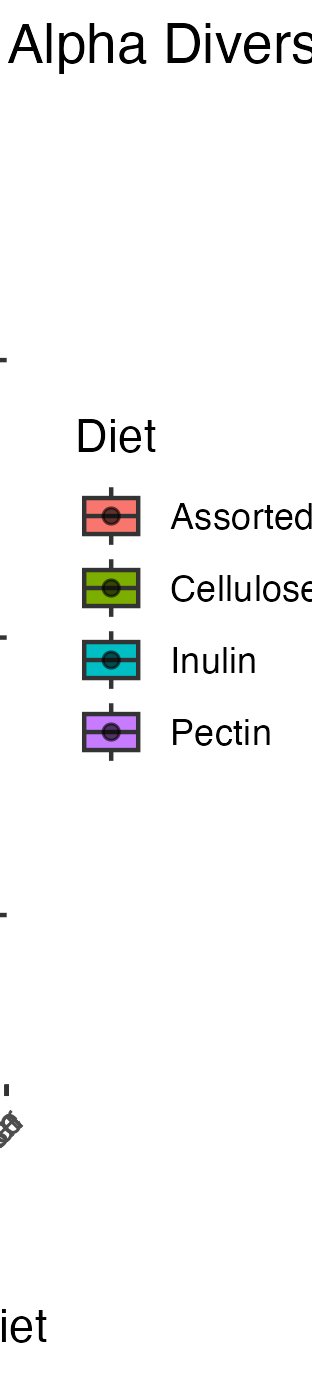 Alpha Divers
Diet
Assorted
Cellulose
Inulin
Pectin
iet